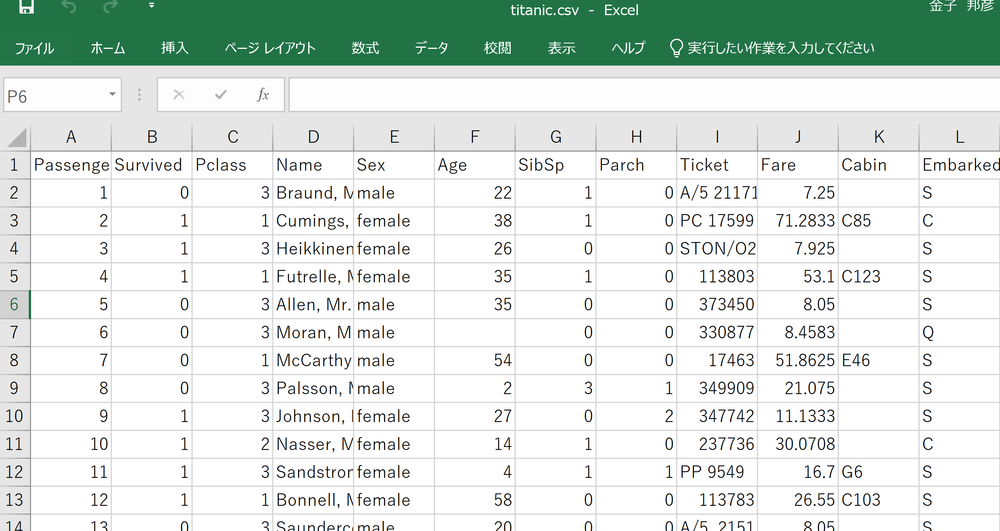 titanic.csv - Excel
金子 邦彦
ファイル ホーム 挿入 ページ レイアウト 数式 データ 校閲 表示 ヘルプ 実行したい作業を入力してください
P6 fx
A B C D E F G H I J K L
1 Passenge Survived Pclass Name Sex Age SibSp Parch Ticket Fare Cabin Embarked
2 1 0 3 Braund, M male 22 1 0 A/5 21171 7.25 S
3 2 1 1 Cumings, female 38 1 0 PC 17599 71.2833 C85 C
4 3 1 3 Heikkinen female 26 0 0 STON/O2 7.925 S
5 4 1 1 Futrelle, M female 35 1 0 113803 53.1 C123 S
6 5 0 3 Allen, Mr. male 35 0 0 373450 8.05 S
7 6 0 3 Moran, M male 0 0 330877 8.4583 Q
8 7 0 1 McCarthy male 54 0 0 17463 51.8625 E46 S
9 8 0 3 Palsson, M male 2 3 1 349909 21.075 S
10 9 1 3 Johnson, female 27 0 2 347742 11.1333 S
11 10 1 2 Nasser, M female 14 1 0 237736 30.0708 C
12 11 1 3 Sandstrom female 4 1 1 PP 9549 16.7 G6 S
13 12 1 1 Bonnell, M female 58 0 0 113783 26.55 C103 S
14 13 0 3 Saunderc male 20 0 0 A/5. 2151 8.05 S